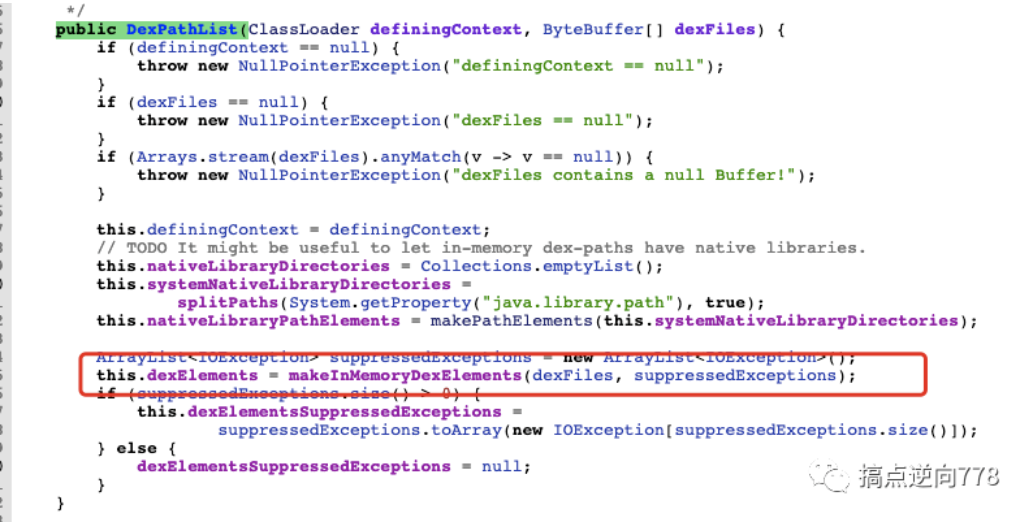 */
public DexPathList(ClassLoader definingContext, ByteBuffer[] dexFiles) {
if (definingContext == null) {
throw new NullPointerException("definingContext == null");
}
if (dexFiles == null) {
throw new NullPointerException("dexFiles == null");
}
if (Arrays.stream(dexFiles).anyMatch(v -> v == null)) {
throw new NullPointerException("dexFiles contains a null Buffer!");
}
this.definingContext = definingContext;
// TODO It might be useful to let in-memory dex-paths have native libraries.
this.nativeLibraryDirectories = Collections.emptyList();
this.systemNativeLibraryDirectories =
splitPaths(System.getProperty("java.library.path"), true);
this.nativeLibraryPathElements = makePathElements(this.systemNativeLibraryDirectories);
ArrayList<IOException> suppressedExceptions = new ArrayList<IOException>();
this.dexElements = makeInMemoryDexElements(dexFiles, suppressedExceptions);
if (suppressedExceptions.size() > 0) {
this.dexElementsSuppressedExceptions =
suppressedExceptions.toArray(new IOException[suppressedExceptions.size()]);
} else {
dexElementsSuppressedExceptions = null;
}
}
搞点逆向778